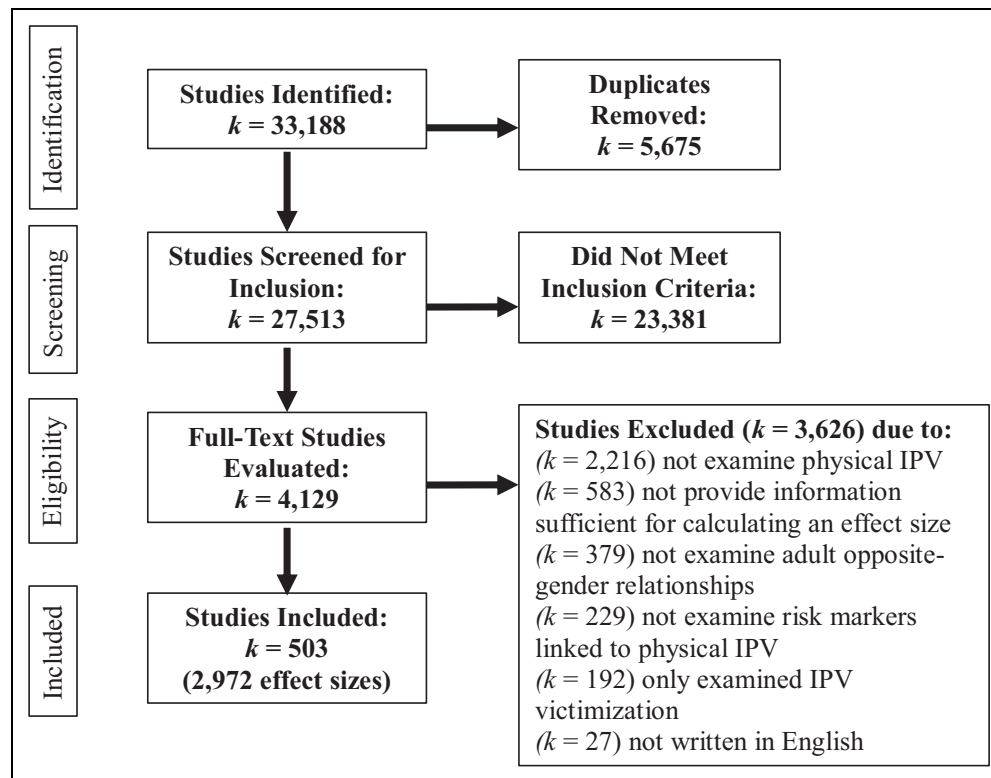 Identification
Studies Identified:
k = 33,188
Duplicates
Removed:
k = 5,675
Screening
Studies Screened for
Inclusion:
k = 27,513
Did Not Meet
Inclusion Criteria:
k = 23,381
Eligibility
Full-Text Studies
Evaluated:
k = 4,129
Studies Excluded (k = 3,626) due to:
(k = 2,216) not examine physical IPV
(k = 583) not provide information
sufficient for calculating an effect size
(k = 379) not examine adult opposite-
gender relationships
(k = 229) not examine risk markers
linked to physical IPV
(k = 192) only examined IPV
victimization
(k = 27) not written in English
Included
Studies Included:
k = 503
(2,972 effect sizes)